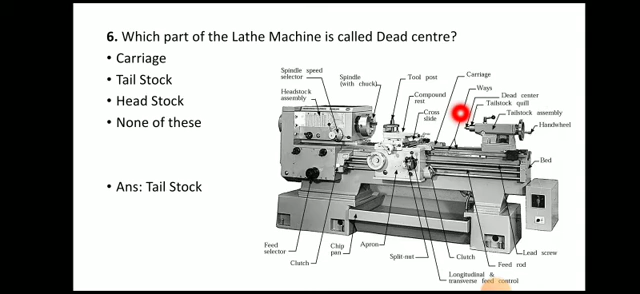 6. Which part of the Lathe Machine is called Dead centre?
• Carriage
• Tail Stock
• Head Stock
• None of these
• Ans: Tail Stock
Spindle speed
selector
Headstock
assembly
Spindle
(with chuck)
Tool post
Compound
rest
Cross
slide
Carriage
Ways
Dead center
Tailstock quill
Tailstock assembly
Handwheel
Bed
Feed
selector
Clutch
Chip
pan
Apron
Split-nut
Clutch
Longitudinal &
transverse feed control
Feed rod
Lead screw